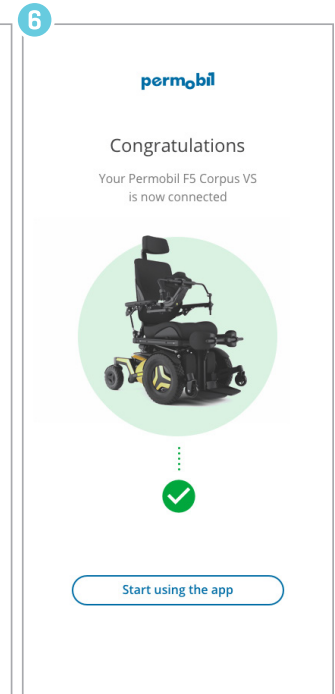 6
permobil
Congratulations
Your Permobil F5 Corpus VS
is now connected
Start using the app